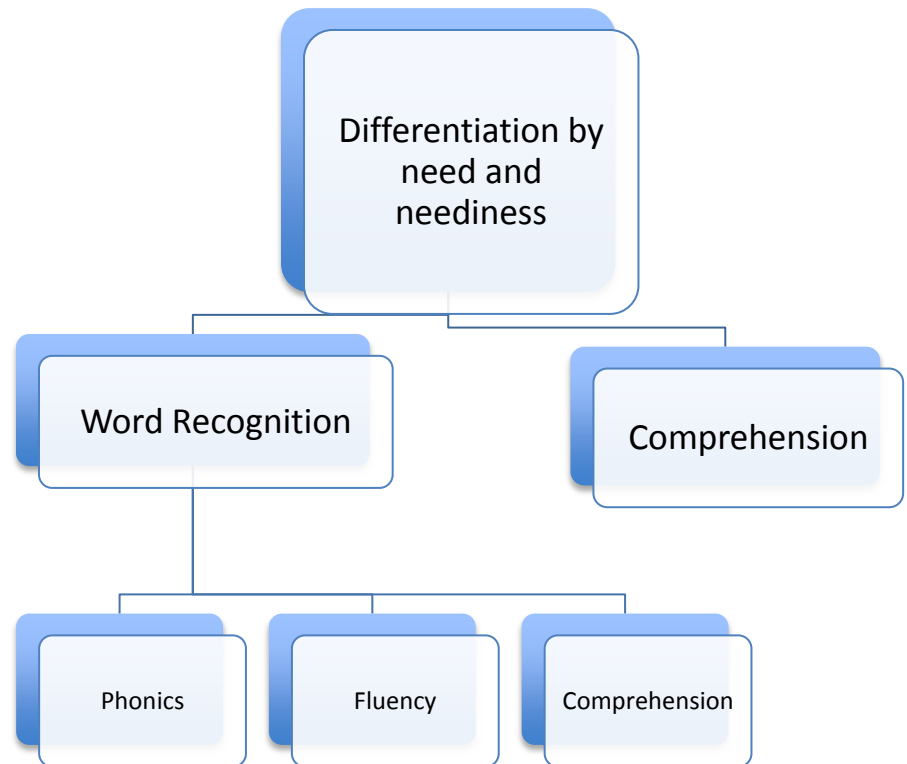 Differentiation by
need and
neediness
Word Recognition
Comprehension
Phonics
Fluency
Comprehension